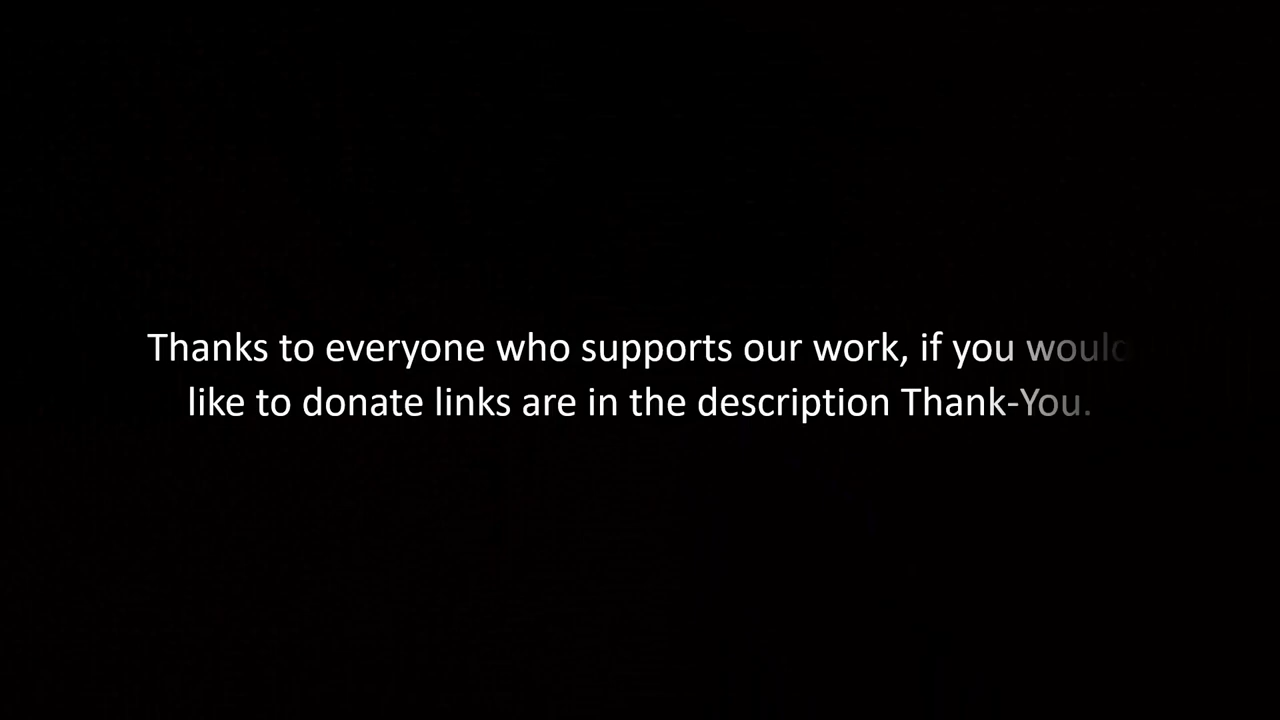 Thanks to everyone who supports our work, if you would
like to donate links are in the description Thank-You.